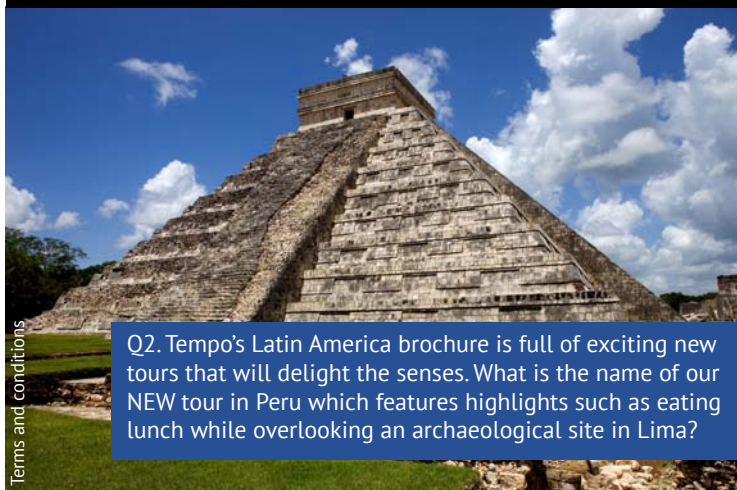 Q2. Tempo's Latin America brochure is full of exciting new
tours that will delight the senses. What is the name of our
NEW tour in Peru which features highlights such as eating
lunch while overlooking an archaeological site in Lima?
Terms and conditions